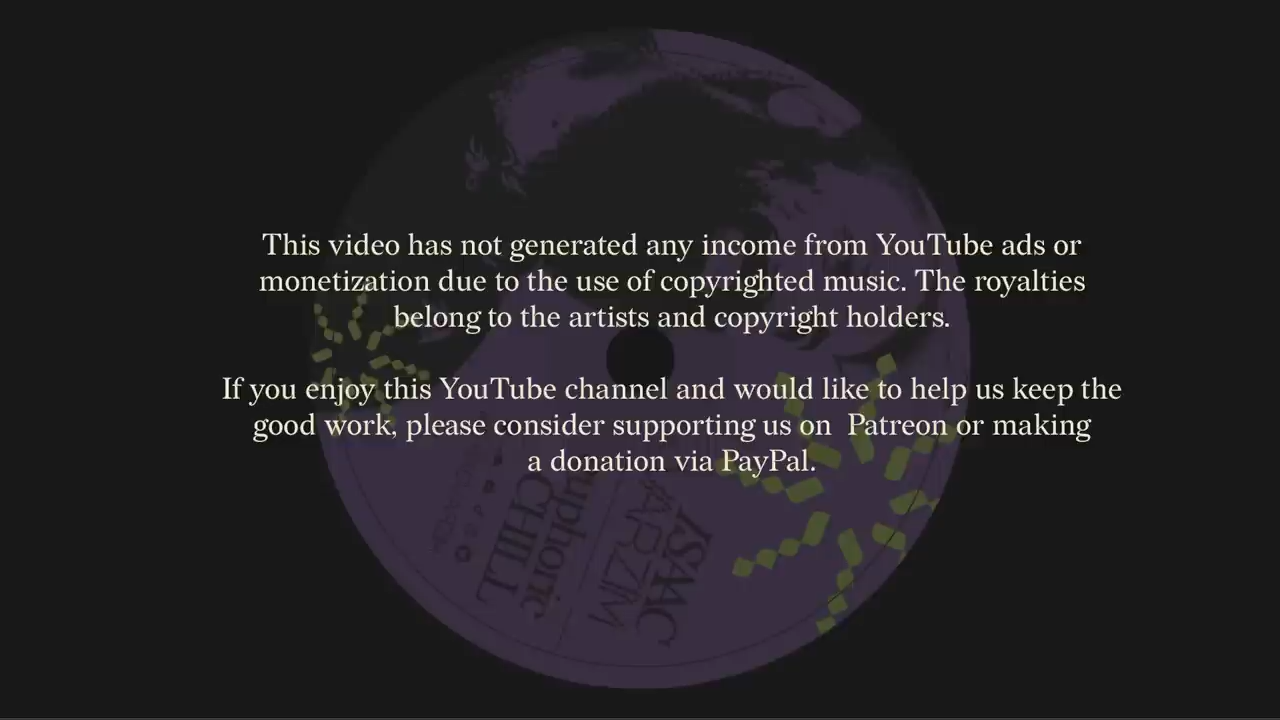 This video has not generated any income from YouTube ads or
monetization due to the use of copyrighted music. The royalties
belong to the artists and copyright holders.
If you enjoy this YouTube channel and would like to help us keep the
good work, please consider supporting us on Patreon or making
a donation via PayPal.
ISAAC
CHILL